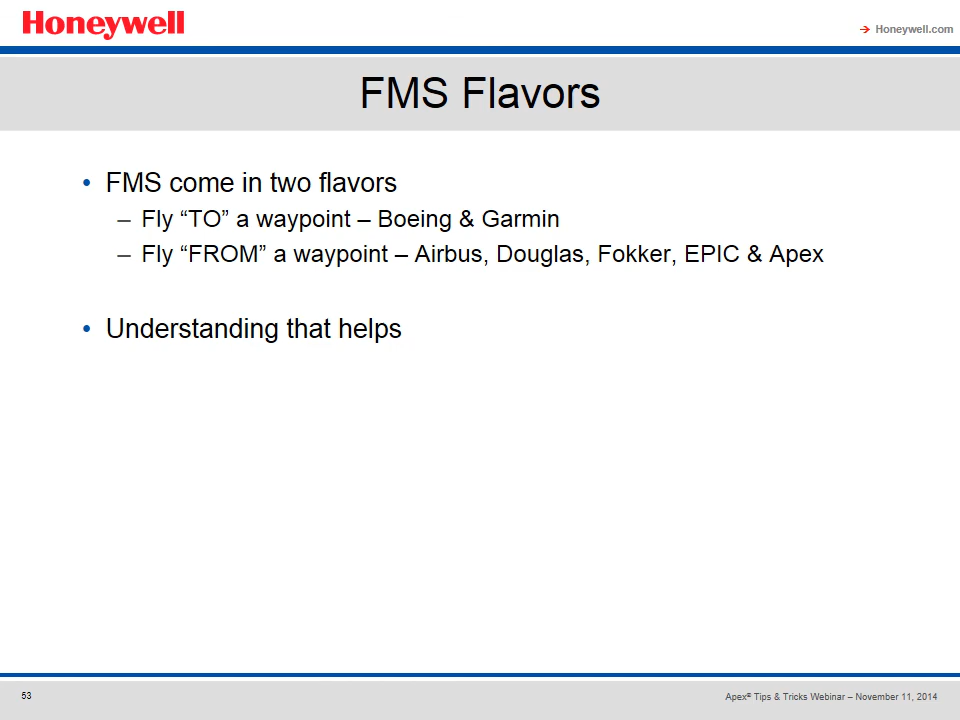 Honeywell
→ Honeywell.com
FMS Flavors
• FMS come in two flavors
– Fly “TO” a waypoint – Boeing & Garmin
– Fly “FROM” a waypoint – Airbus, Douglas, Fokker, EPIC & Apex
• Understanding that helps
53
Apex® Tips & Tricks Webinar – November 11, 2014